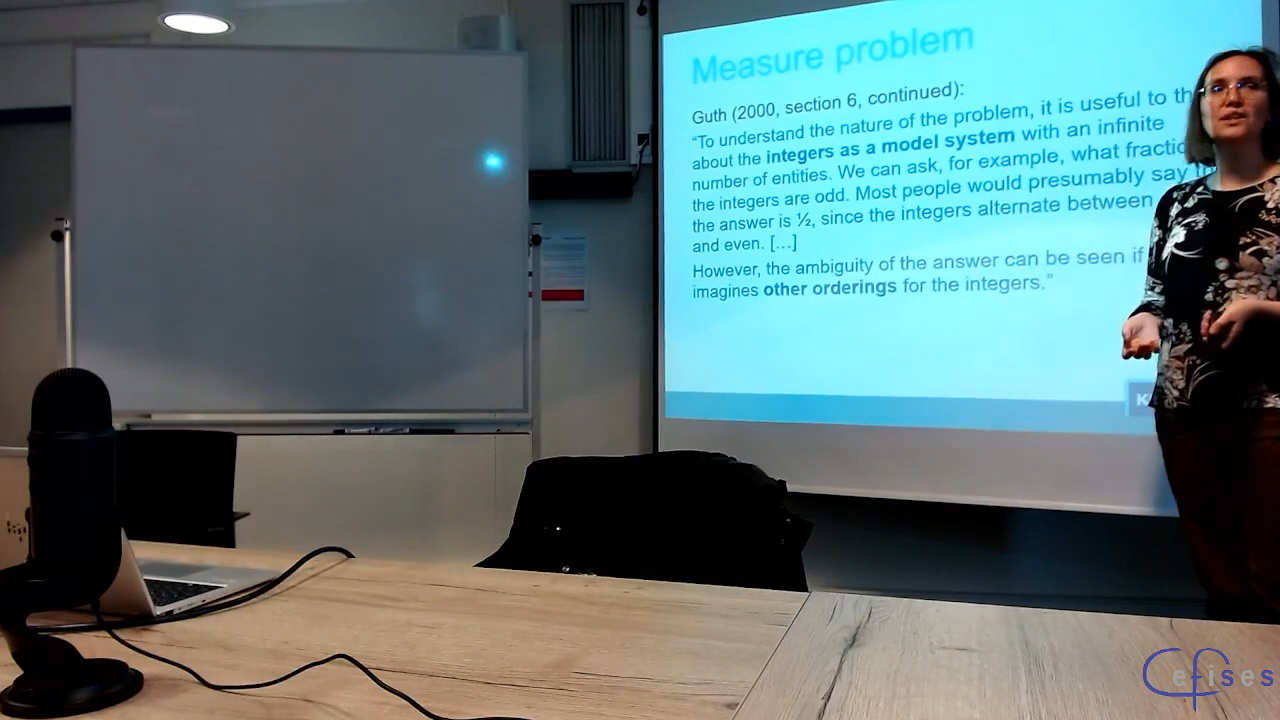 Measure problem
Guth (2000, section 6, continued):
“To understand the nature of the problem, it is useful to th
about the integers as a model system with an infinite
number of entities. We can ask, for example, what fractio
the integers are odd. Most people would presumably say
the answer is ½, since the integers alternate between
and even. [...]
However, the ambiguity of the answer can be seen if
imagines other orderings for the integers.”
K
Cefises